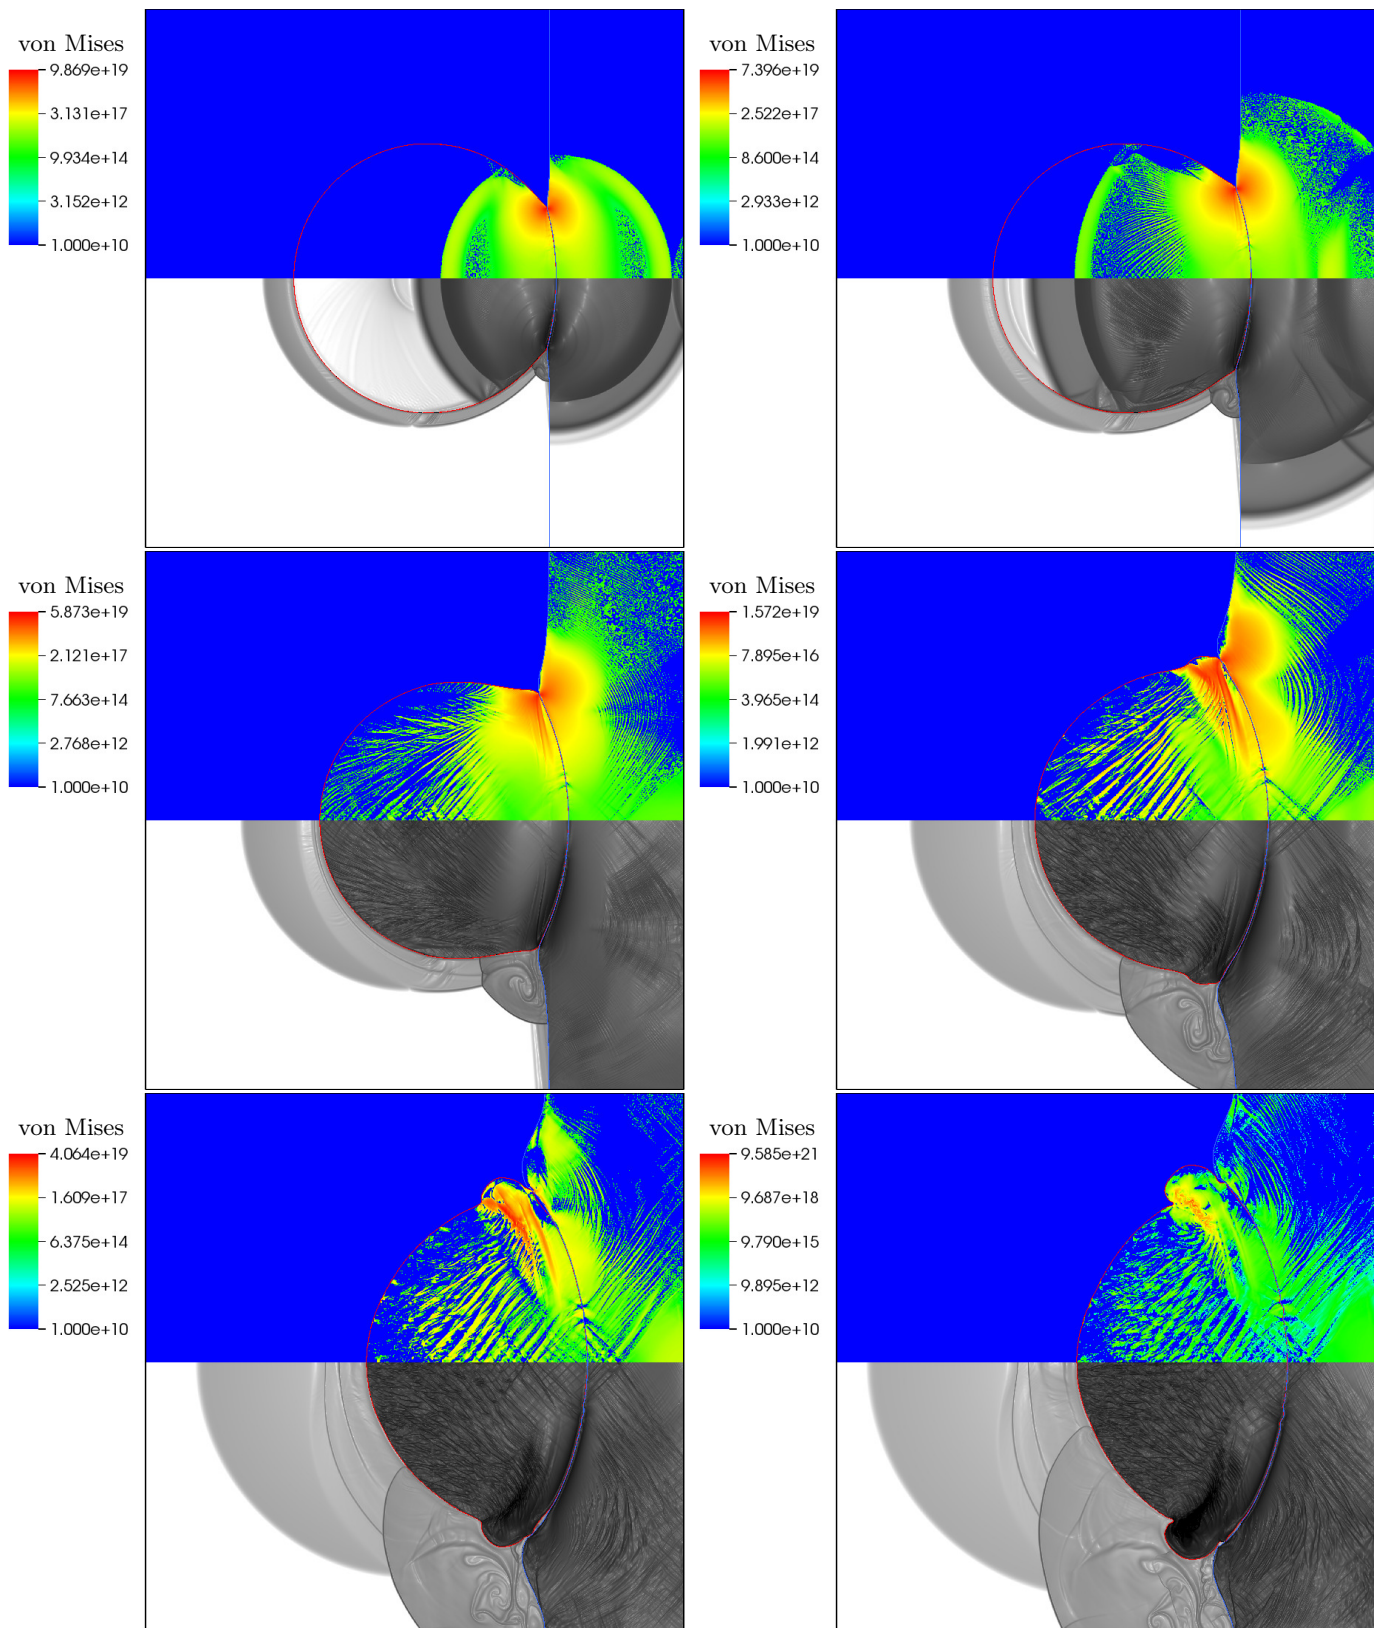 von Mises
9.869e+19
3.131e+17
9.934e+14
3.152e+12
1.000e+10
von Mises
7.396e+19
2.522e+17
8.600e+14
2.933e+12
1.000e+10
von Mises
5.873e+19
2.121e+17
7.663e+14
2.768e+12
1.000e+10
von Mises
1.572e+19
7.895e+16
3.965e+14
1.991e+12
1.000e+10
von Mises
4.064e+19
1.609e+17
6.375e+14
2.525e+12
1.000e+10
von Mises
9.585e+21
9.687e+18
9.790e+15
9.895e+12
1.000e+10